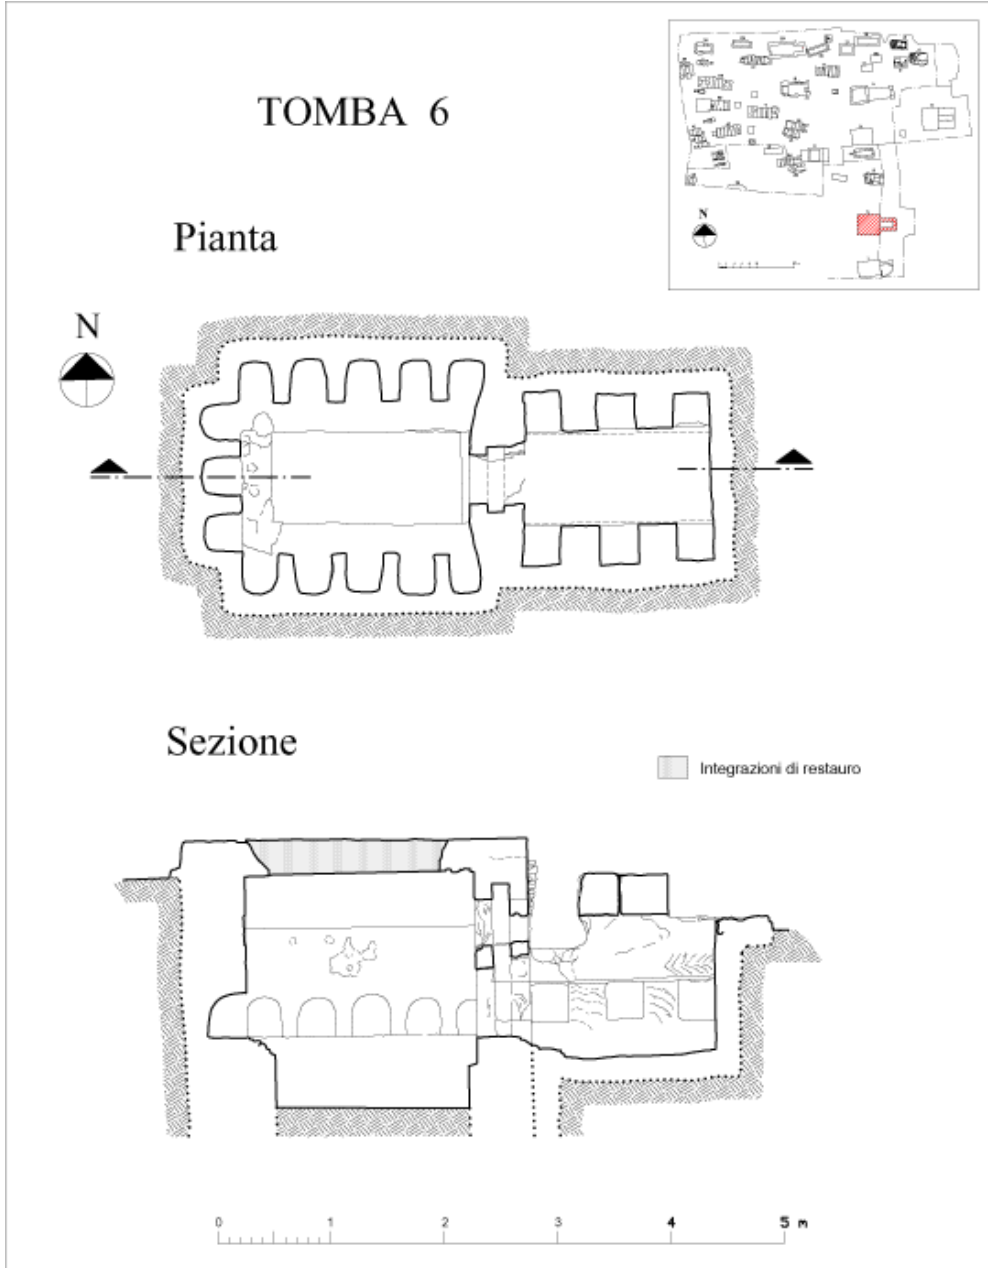 TOMBA 6
N
Pianta
N
Sezione
Integrazioni di restauro
0 1 2 3 4 5 m